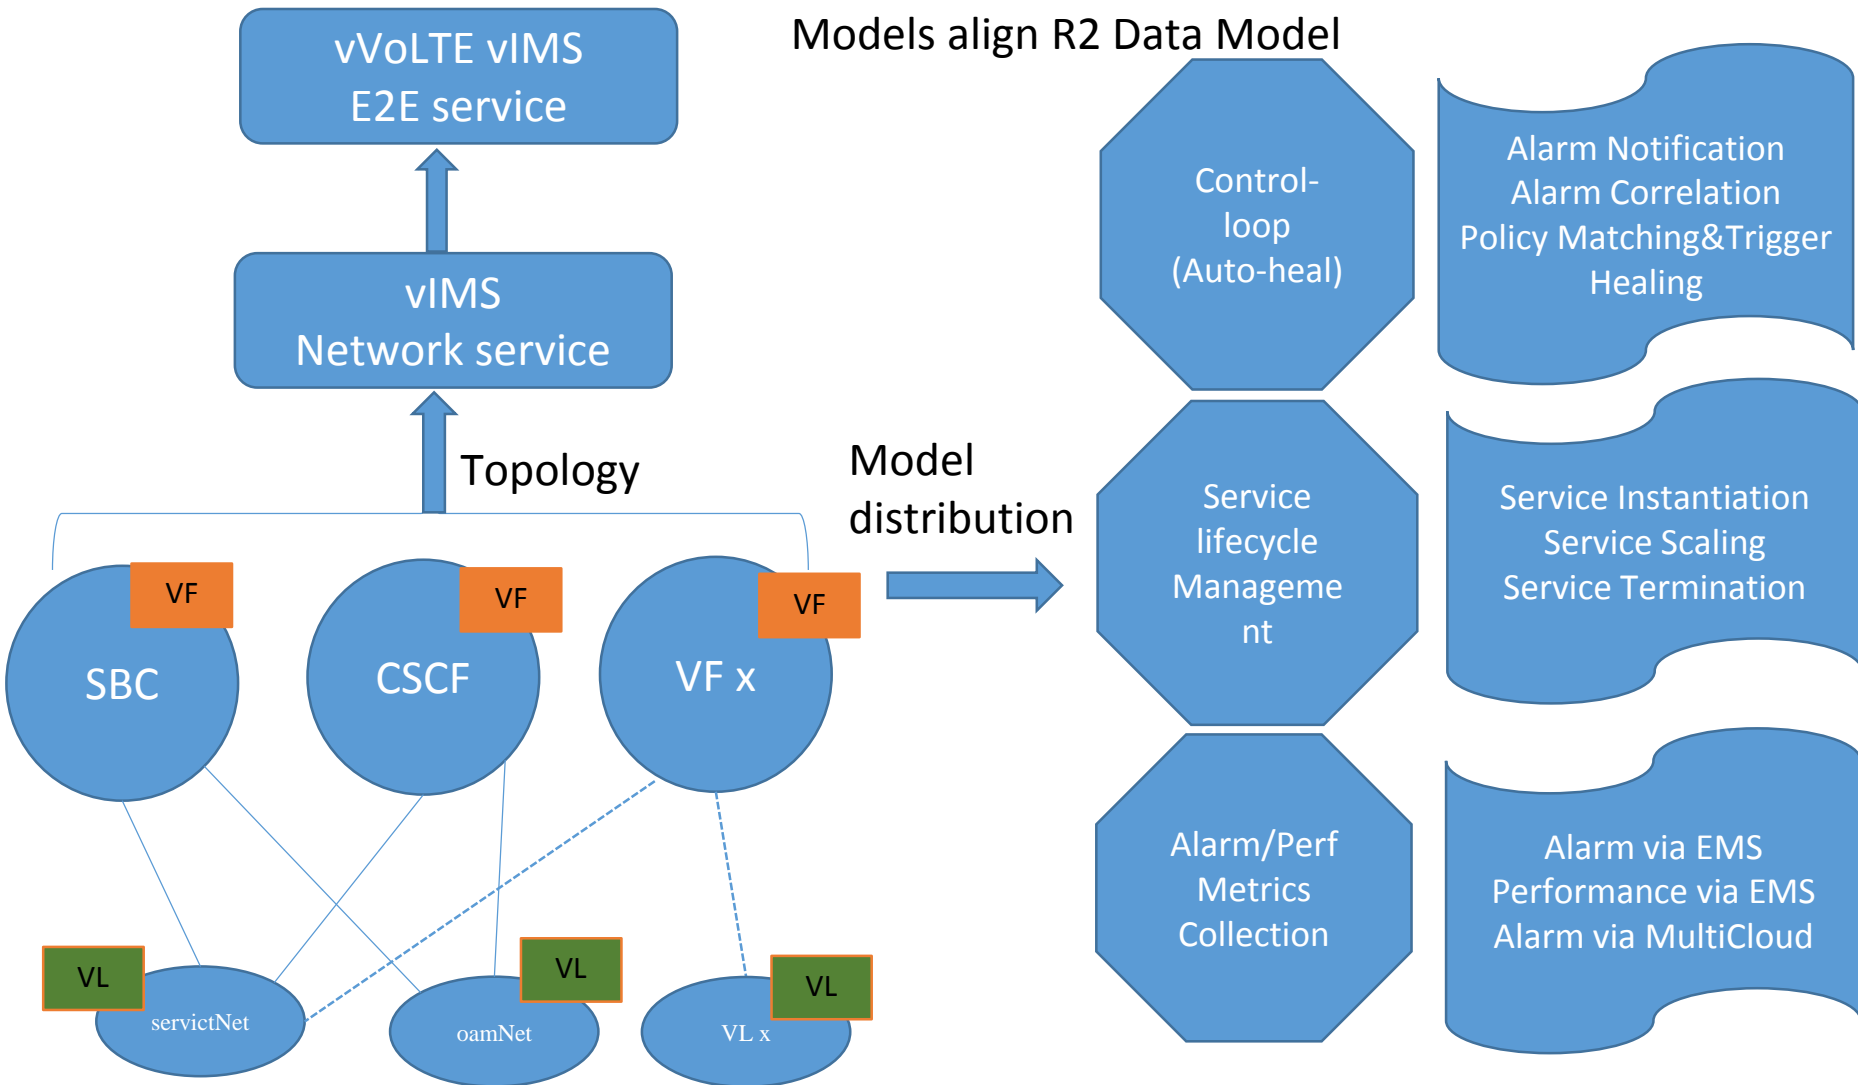 vVoLTE vIMS
E2E service
Models align R2 Data Model
vIMS
Network service
Topology
Model
distribution
VF
SBC
VF
CSCF
VF
VF x
VL
servictNet
VL
oamNet
VL
VL x
Control-
loop
(Auto-heal)
Alarm Notification
Alarm Correlation
Policy Matching&Trigger
Healing
Service
lifecycle
Manageme
nt
Service Instantiation
Service Scaling
Service Termination
Alarm/Perf
Metrics
Collection
Alarm via EMS
Performance via EMS
Alarm via MultiCloud